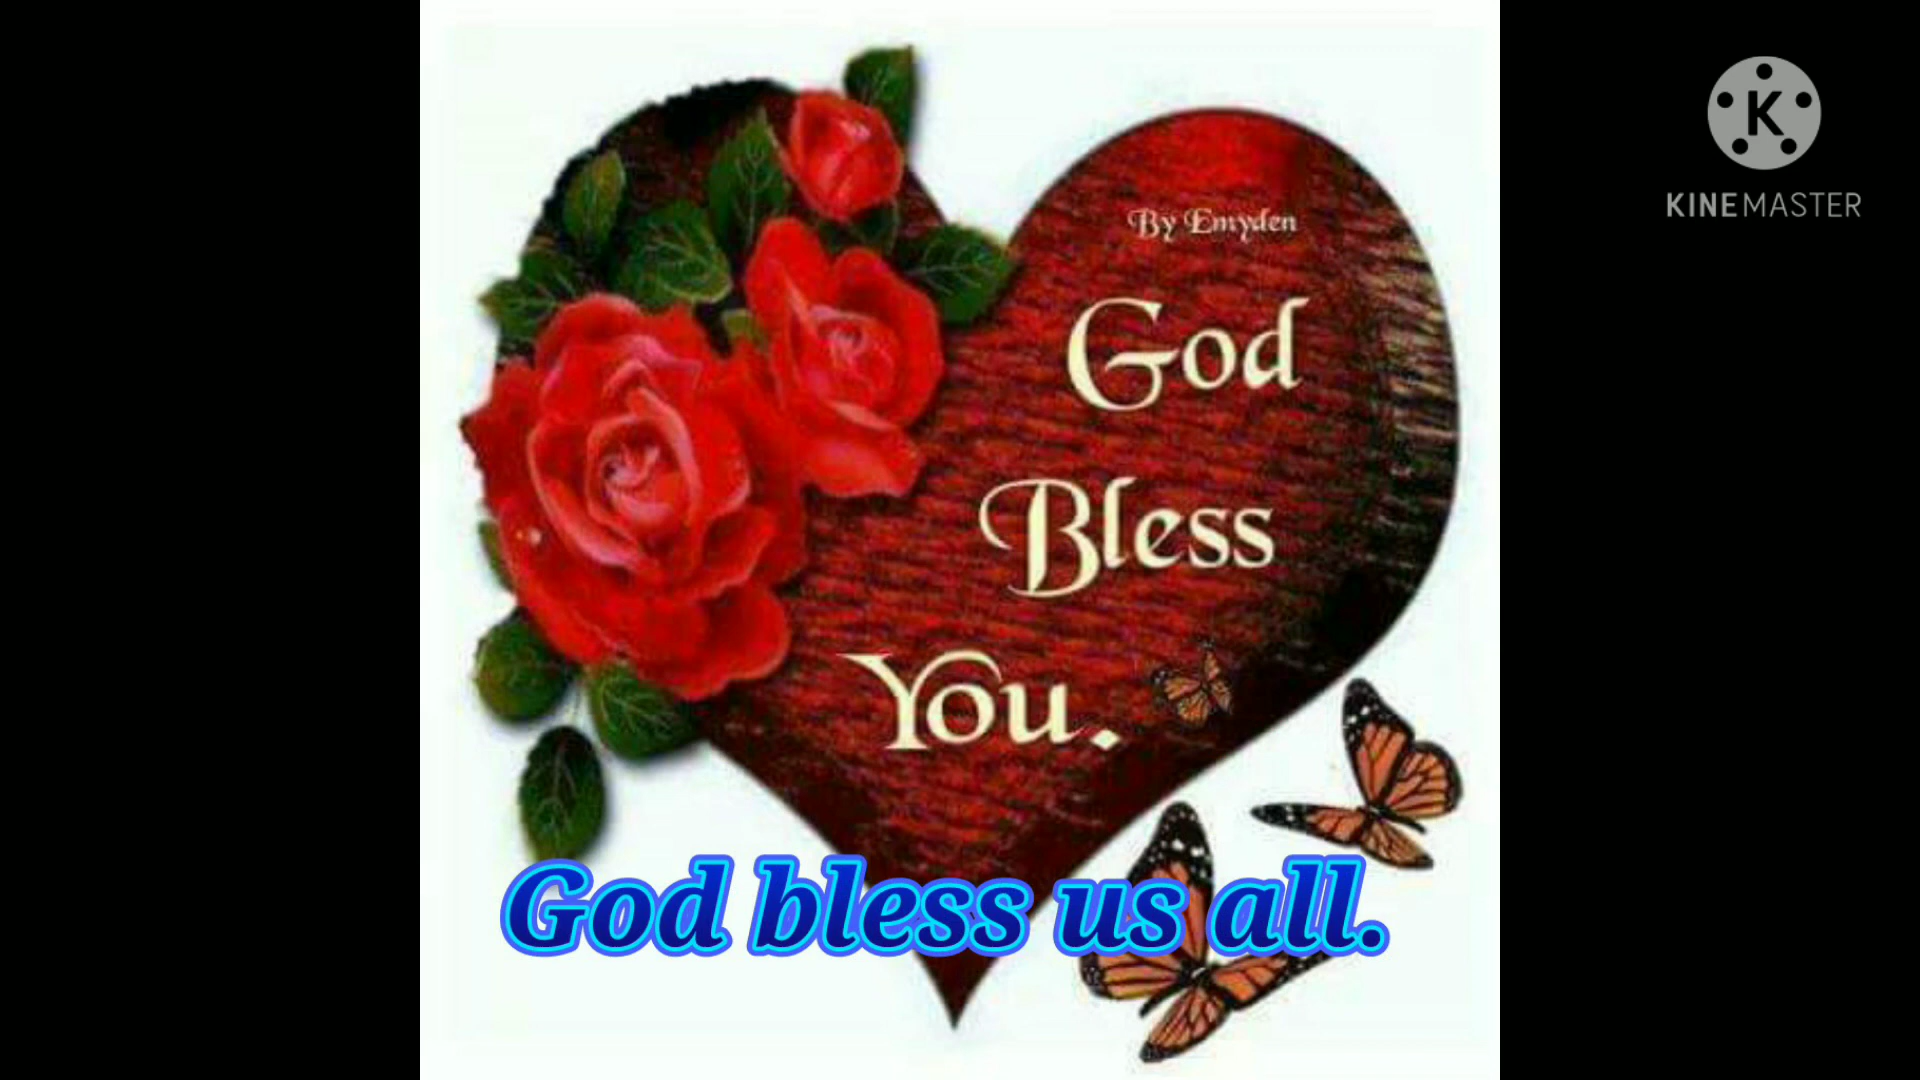 By Emyden
God
Bless
You.
God bless us all.
K
KINEMASTER